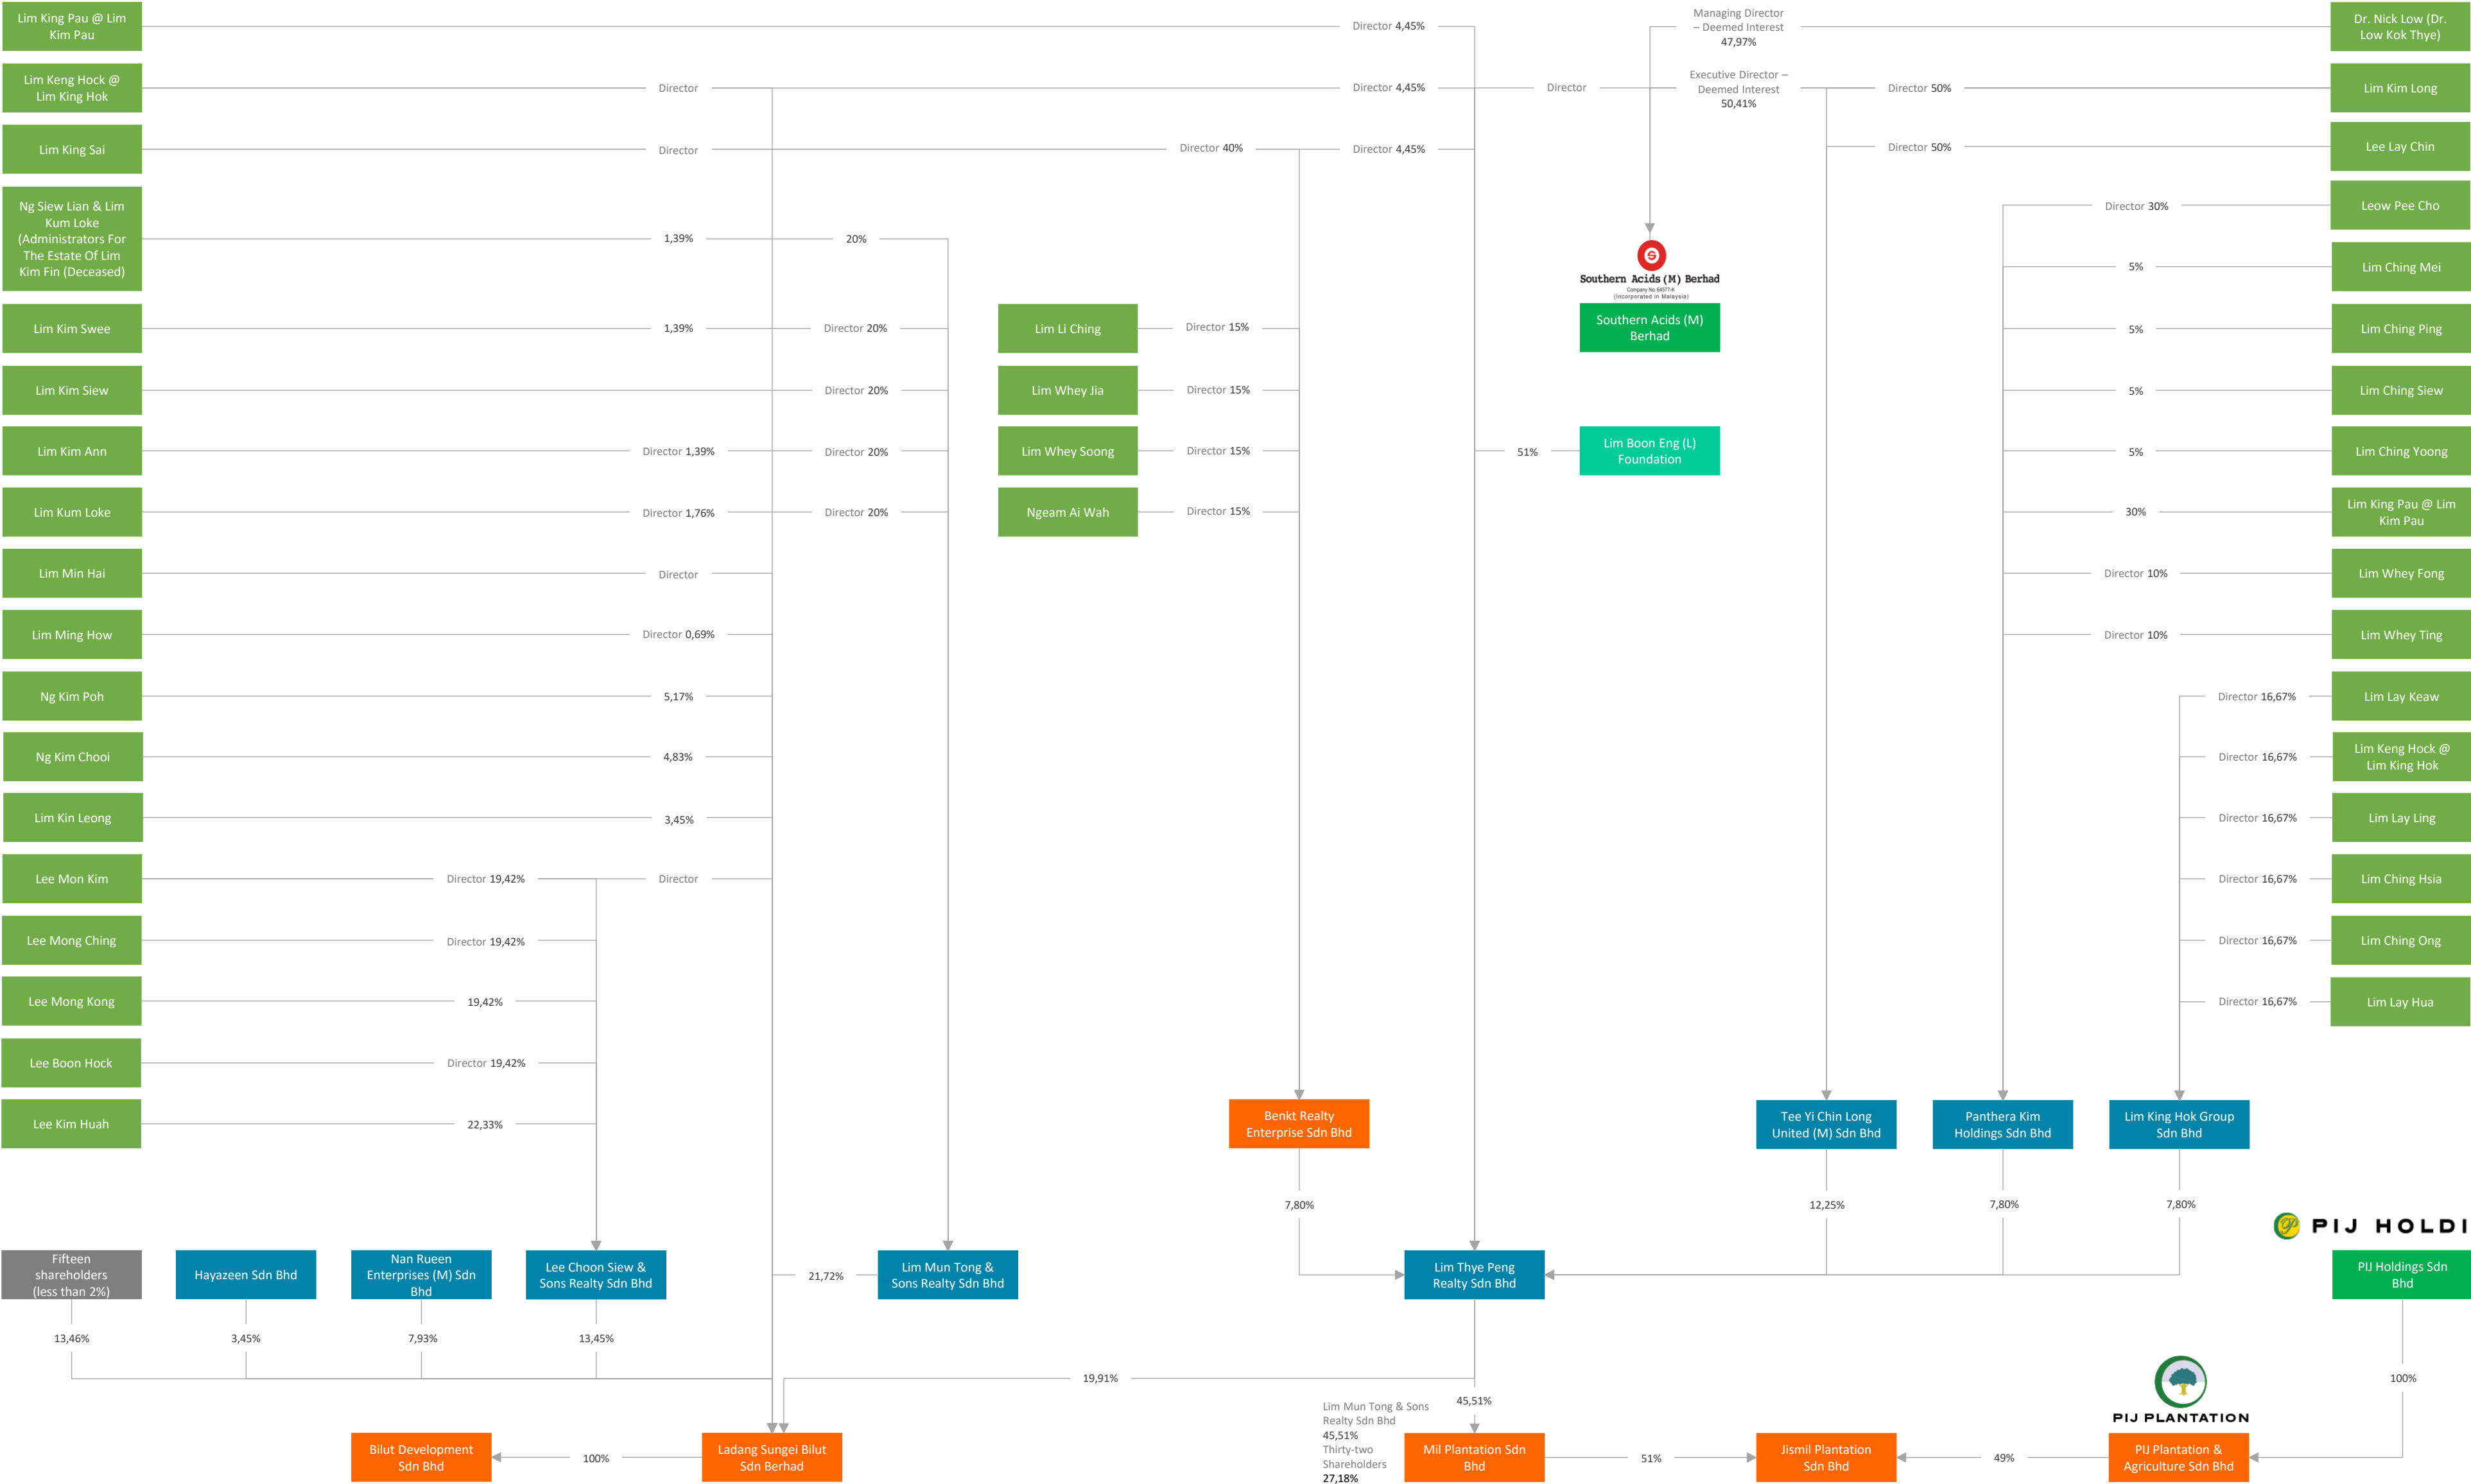 Lim King Pau @ Lim
Kim Pau
Director 4,45%
Managing Director
– Deemed Interest
47,97%
Dr. Nick Low (Dr.
Low Kok Thye)
Lim Keng Hock @
Lim King Hok
Director
Director 4,45%
Director
Executive Director –
Deemed Interest
50,41%
Director 50%
Lim Kim Long
Lim King Sai
Director
Director 40%
Director 4,45%
Director 50%
Lee Lay Chin
Ng Siew Lian & Lim
Kum Loke
(Administrators For
The Estate Of Lim
Kim Fin (Deceased)
1,39%
20%
Director 30%
Leow Pee Cho
S
Southern Acids (M) Berhad
Company No. 64577-K
(Incorporated in Malaysia)
Southern Acids (M)
Berhad
5%
Lim Ching Mei
Lim Kim Swee
1,39%
Director 20%
Lim Li Ching
Director 15%
5%
Lim Ching Ping
Lim Kim Siew
Director 20%
Lim Whey Jia
Director 15%
5%
Lim Ching Siew
Lim Kim Ann
Director 1,39%
Director 20%
Lim Whey Soong
Director 15%
51%
Lim Boon Eng (L)
Foundation
5%
Lim Ching Yoong
Lim Kum Loke
Director 1,76%
Director 20%
Ngeam Ai Wah
Director 15%
30%
Lim King Pau @ Lim
Kim Pau
Lim Min Hai
Director
Director 10%
Lim Whey Fong
Lim Ming How
Director 0,69%
Director 10%
Lim Whey Ting
Ng Kim Poh
5,17%
Director 16,67%
Lim Lay Keaw
Ng Kim Chooi
4,83%
Director 16,67%
Lim Keng Hock @
Lim King Hok
Lim Kin Leong
3,45%
Director 16,67%
Lim Lay Ling
Lee Mon Kim
Director 19,42%
Director
Director 16,67%
Lim Ching Hsia
Lee Mong Ching
Director 19,42%
Director 16,67%
Lim Ching Ong
Lee Mong Kong
19,42%
Director 16,67%
Lim Lay Hua
Lee Boon Hock
Director 19,42%
Lee Kim Huah
22,33%
Benkt Realty
Enterprise Sdn Bhd
Tee Yi Chin Long
United (M) Sdn Bhd
Panthera Kim
Holdings Sdn Bhd
Lim King Hok Group
Sdn Bhd
7,80%
12,25%
7,80%
7,80%
P PIJ HOLDI
Fifteen
shareholders
(less than 2%)
Hayazeen Sdn Bhd
Nan Rueen
Enterprises (M) Sdn
Bhd
Lee Choon Siew &
Sons Realty Sdn Bhd
21,72%
Lim Mun Tong &
Sons Realty Sdn Bhd
Lim Thye Peng
Realty Sdn Bhd
PIJ Holdings Sdn
Bhd
13,46%
3,45%
7,93%
13,45%
19,91%
45,51%
100%
PIJ PLANTATION
Lim Mun Tong & Sons
Realty Sdn Bhd
45,51%
Thirty-two
Shareholders
27,18%
Bilut Development
Sdn Bhd
100%
Ladang Sungei Bilut
Sdn Berhad
Mil Plantation Sdn
Bhd
51%
Jismil Plantation
Sdn Bhd
49%
PIJ Plantation &
Agriculture Sdn Bhd